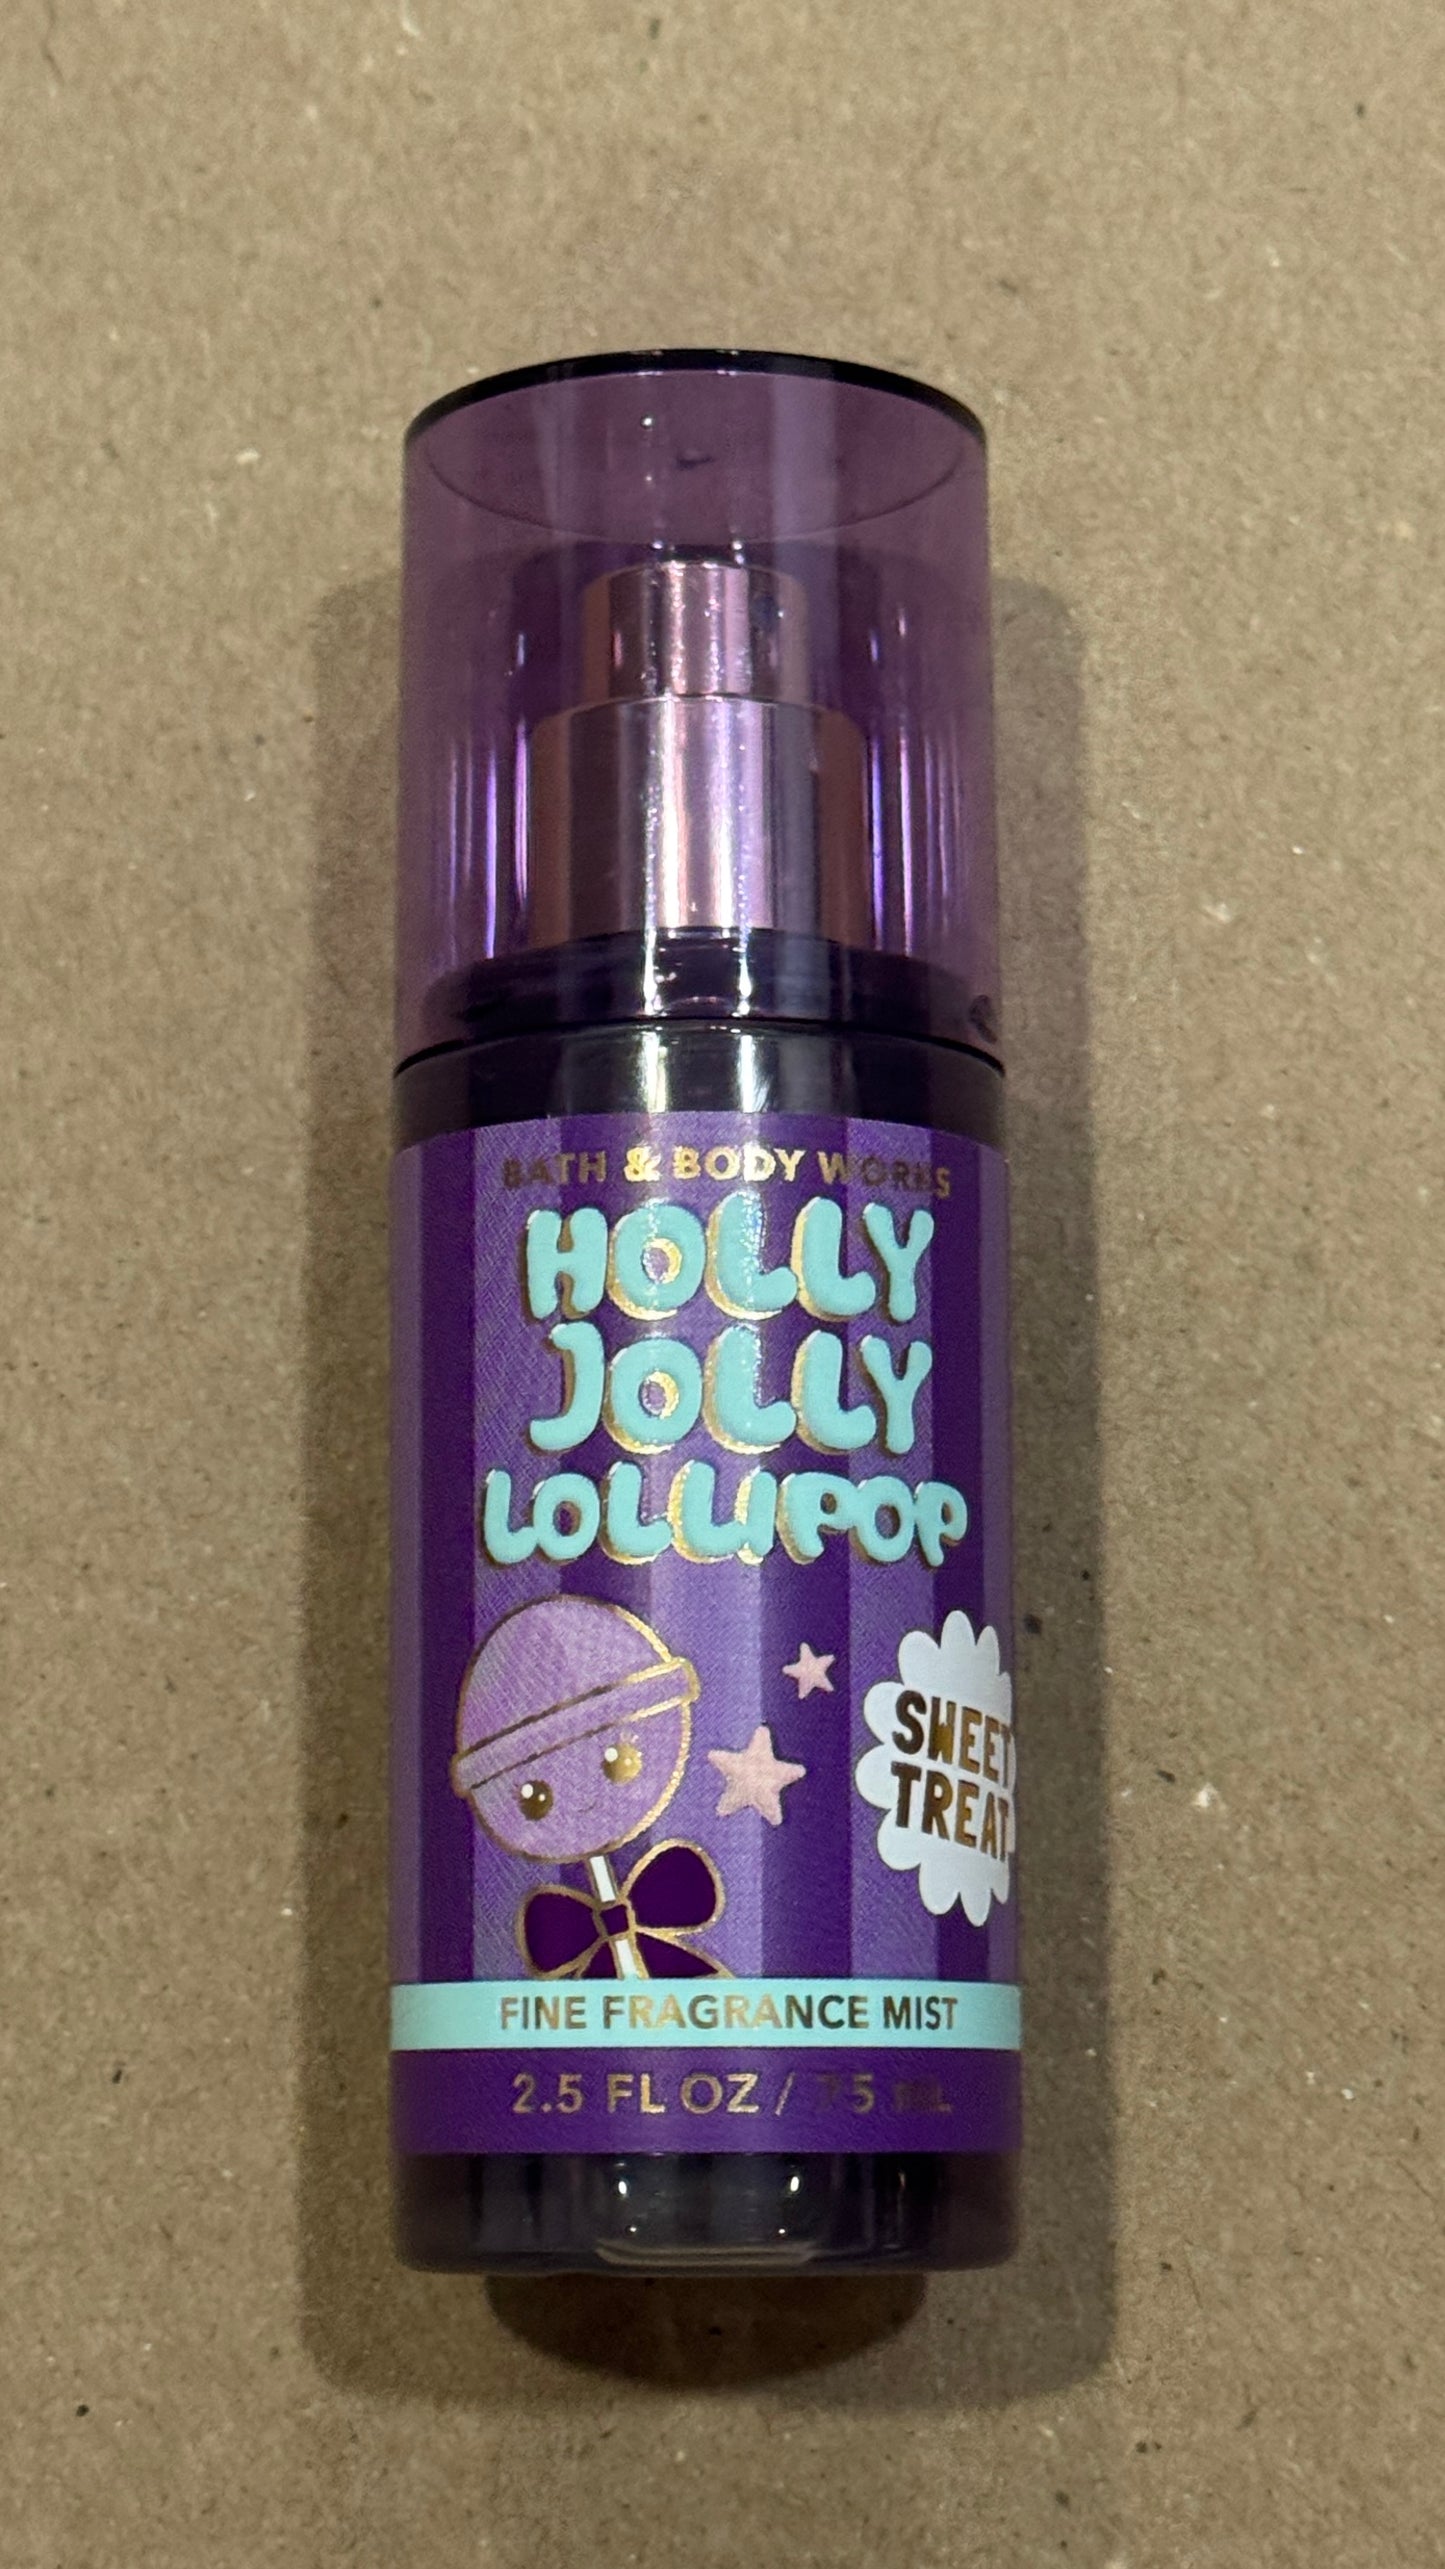 BATH & BODY WORKS
HOLLY
JOLLY
LOLLIPOP
SWEET
TREAT
FINE FRAGRANCE MIST
2.5 FL OZ / 75 mL